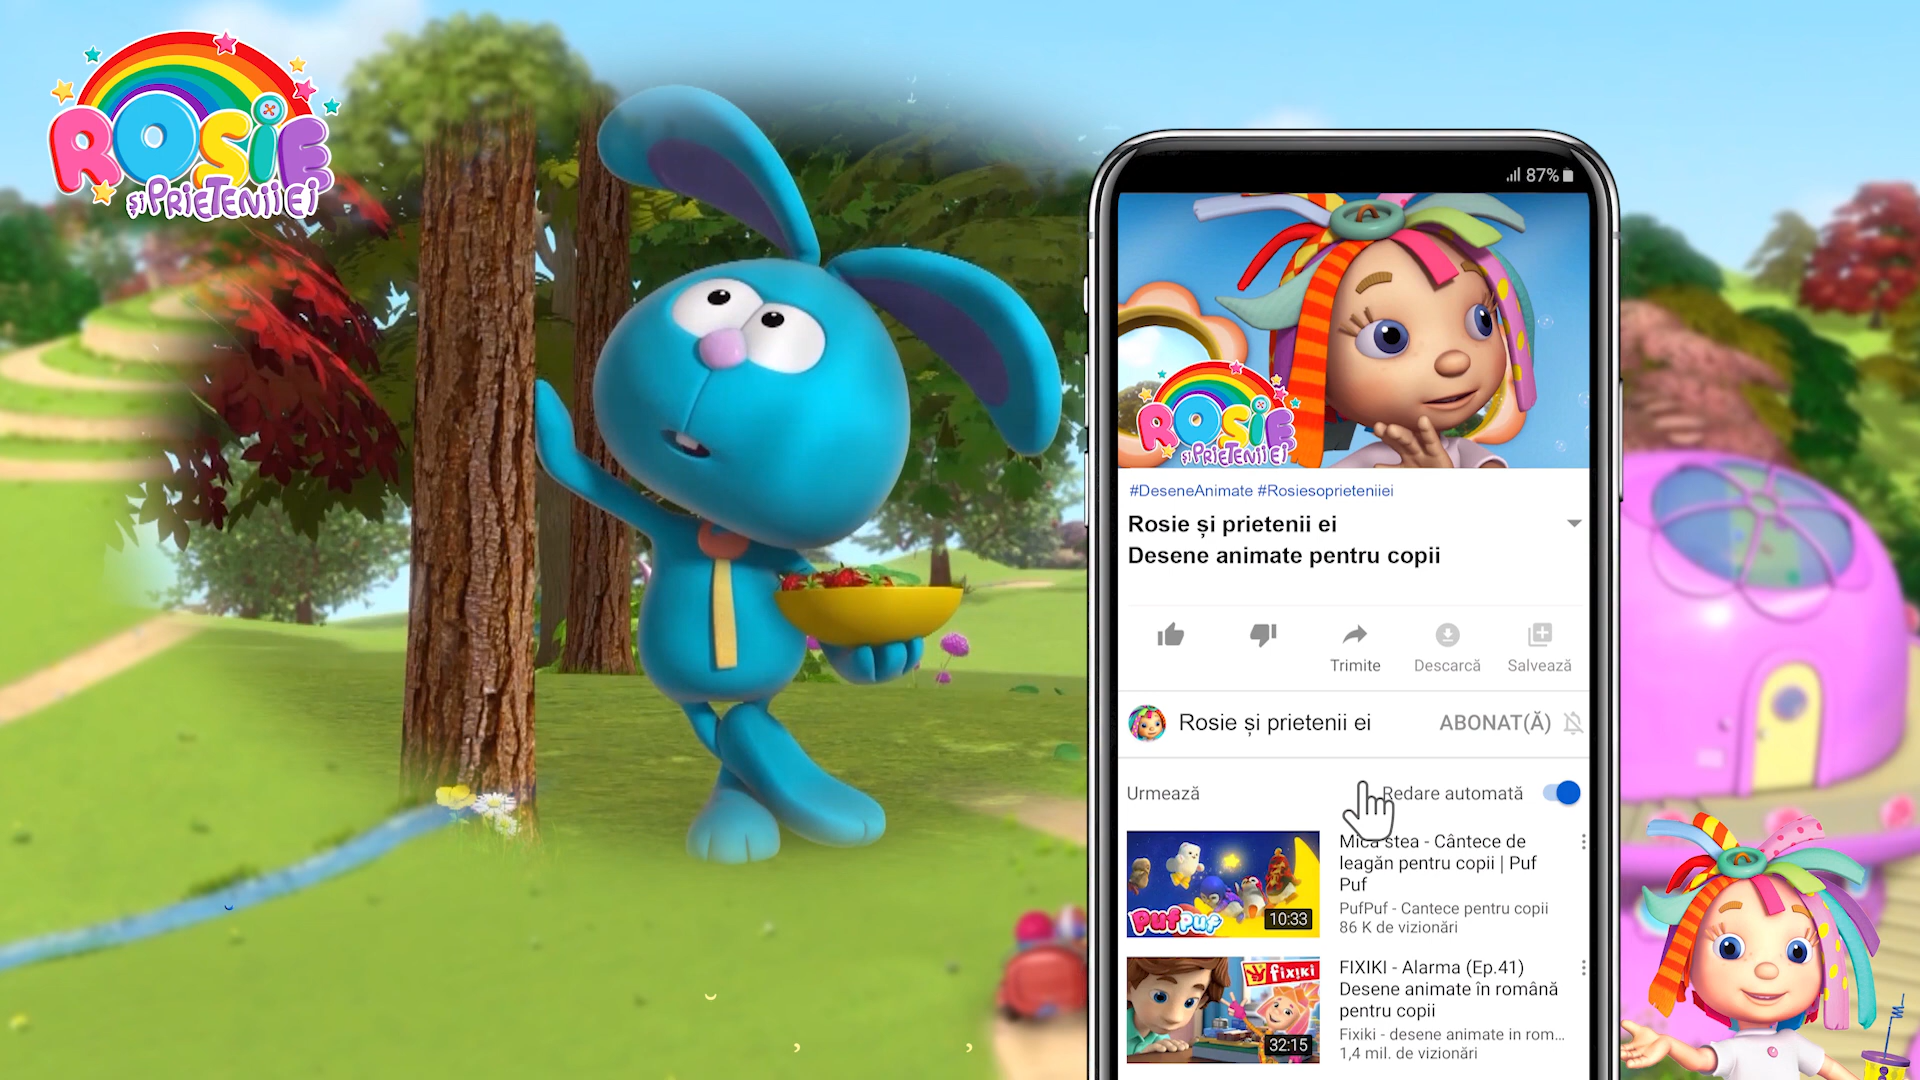 ROSIE
ȘI PRIETENII EI
87%
ROSIE
ȘI PRIETENII EI
#DeseneAnimate #Rosiesoprieteniiei
Rosie și prietenii ei
Desene animate pentru copii
Trimite
Descarcă
Salvează
Rosie și prietenii ei
ABONAT(Ă)
Urmează
Redare automată
PufPuf
10:33
Mica stea - Cântece de
leagăn pentru copii | Puf
Puf
PufPuf - Cantece pentru copii
86 K de vizionări
fixiki
32:15
FIXIKI - Alarma (Ep.41)
Desene animate în română
pentru copii
Fixiki - desene animate in rom...
1,4 mil. de vizionări